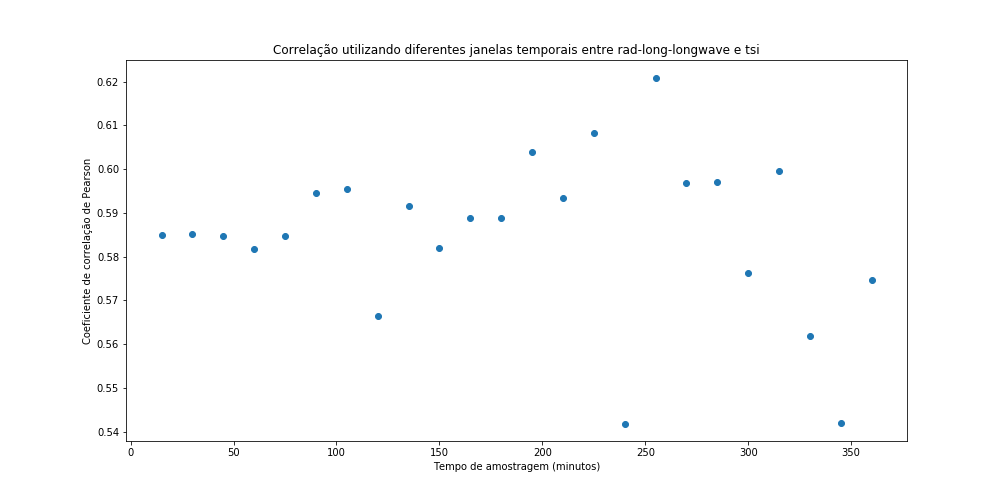 Correlação utilizando diferentes janelas temporais entre rad-long-longwave e tsi
0.62
0.61
0.60
0.59
0.58
0.57
0.56
0.55
0.54
Coeficiente de correlação de Pearson
0 50 100 150 200 250 300 350
Tempo de amostragem (minutos)